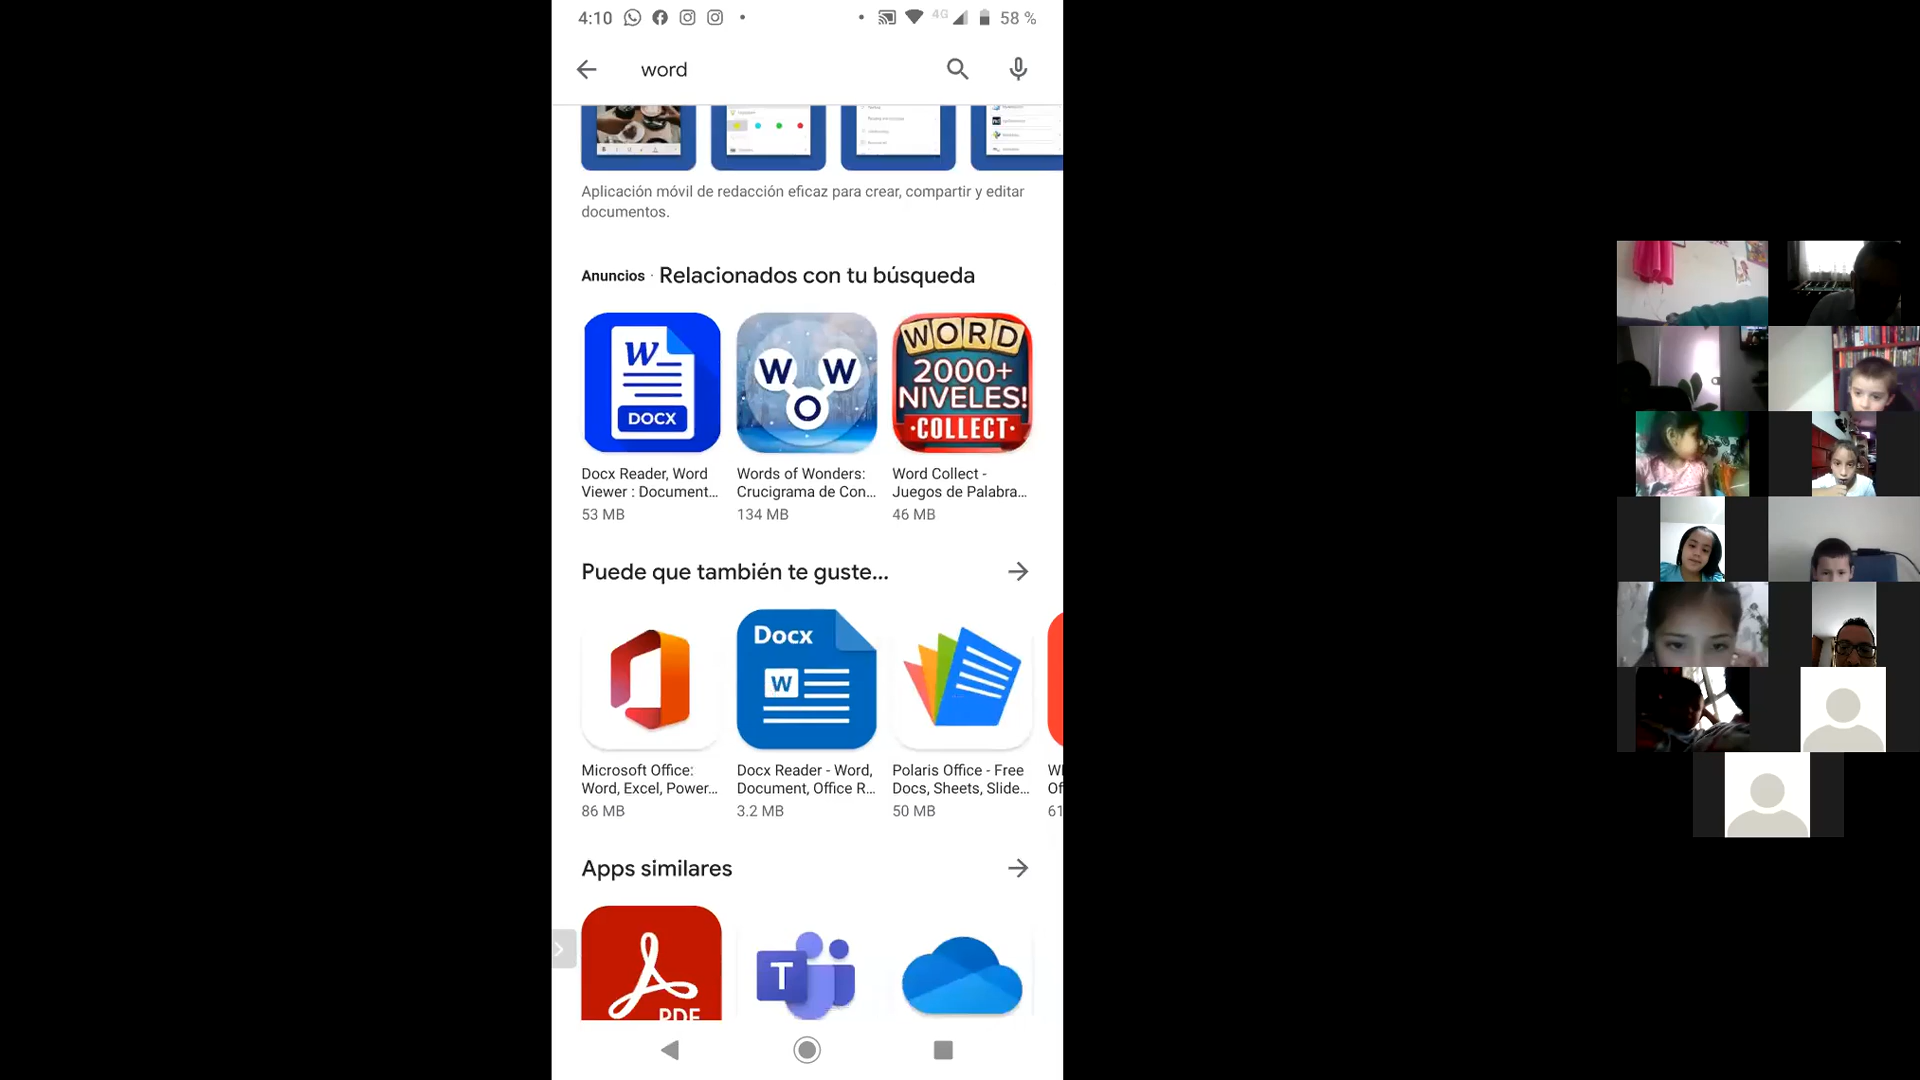 4:10
4G
58 %
word
Aplicación móvil de redacción eficaz para crear, compartir y editar
documentos.
Anuncios · Relacionados con tu búsqueda
W
DOCX
W W
O
WORD
2000+
NIVELES!
·COLLECT·
Docx Reader, Word
Viewer : Document...
53 MB
Words of Wonders:
Crucigrama de Con...
134 MB
Word Collect -
Juegos de Palabra...
46 MB
Puede que también te guste...
Docx
W
Microsoft Office:
Word, Excel, Power...
86 MB
Docx Reader - Word,
Document, Office R...
3.2 MB
Polaris Office - Free
Docs, Sheets, Slide...
50 MB
Of
61
Apps similares
PDF
T